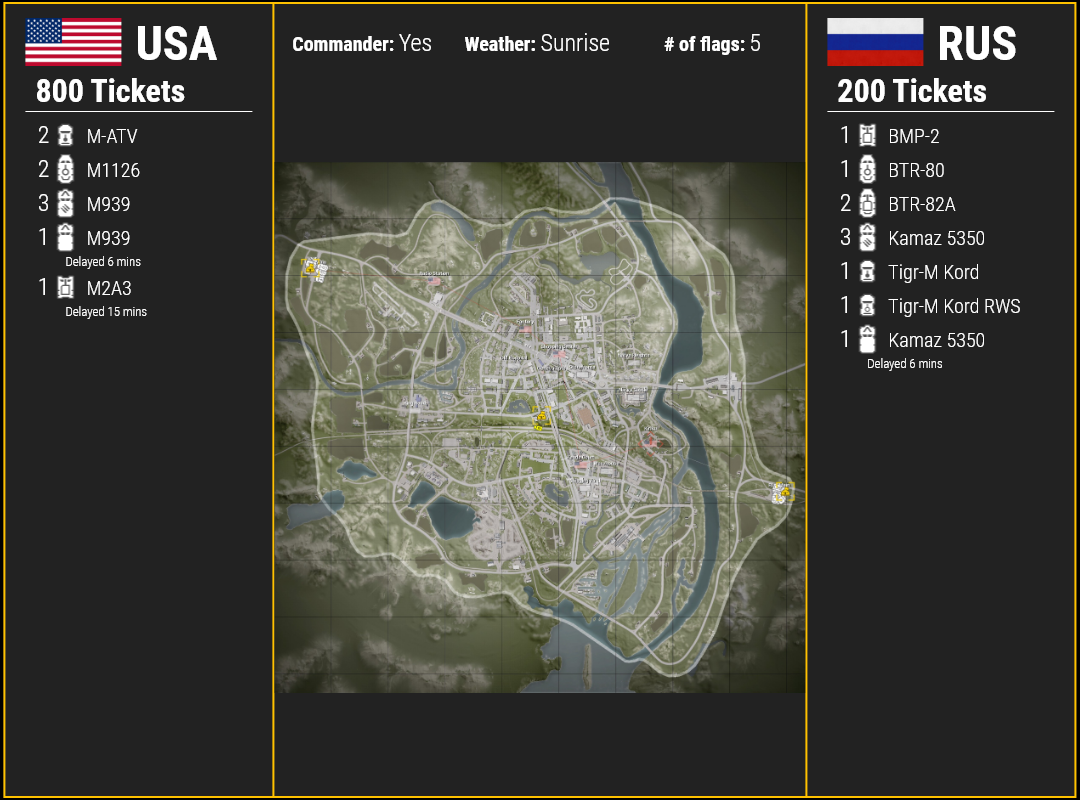 USA
800 Tickets
2 M-ATV
2 M1126
3 M939
1 M939
Delayed 6 mins
1 M2A3
Delayed 15 mins
Commander: Yes Weather: Sunrise # of flags: 5
RUS
200 Tickets
1 BMP-2
1 BTR-80
2 BTR-82A
3 Kamaz 5350
1 Tigr-M Kord
1 Tigr-M Kord RWS
1 Kamaz 5350
Delayed 6 mins